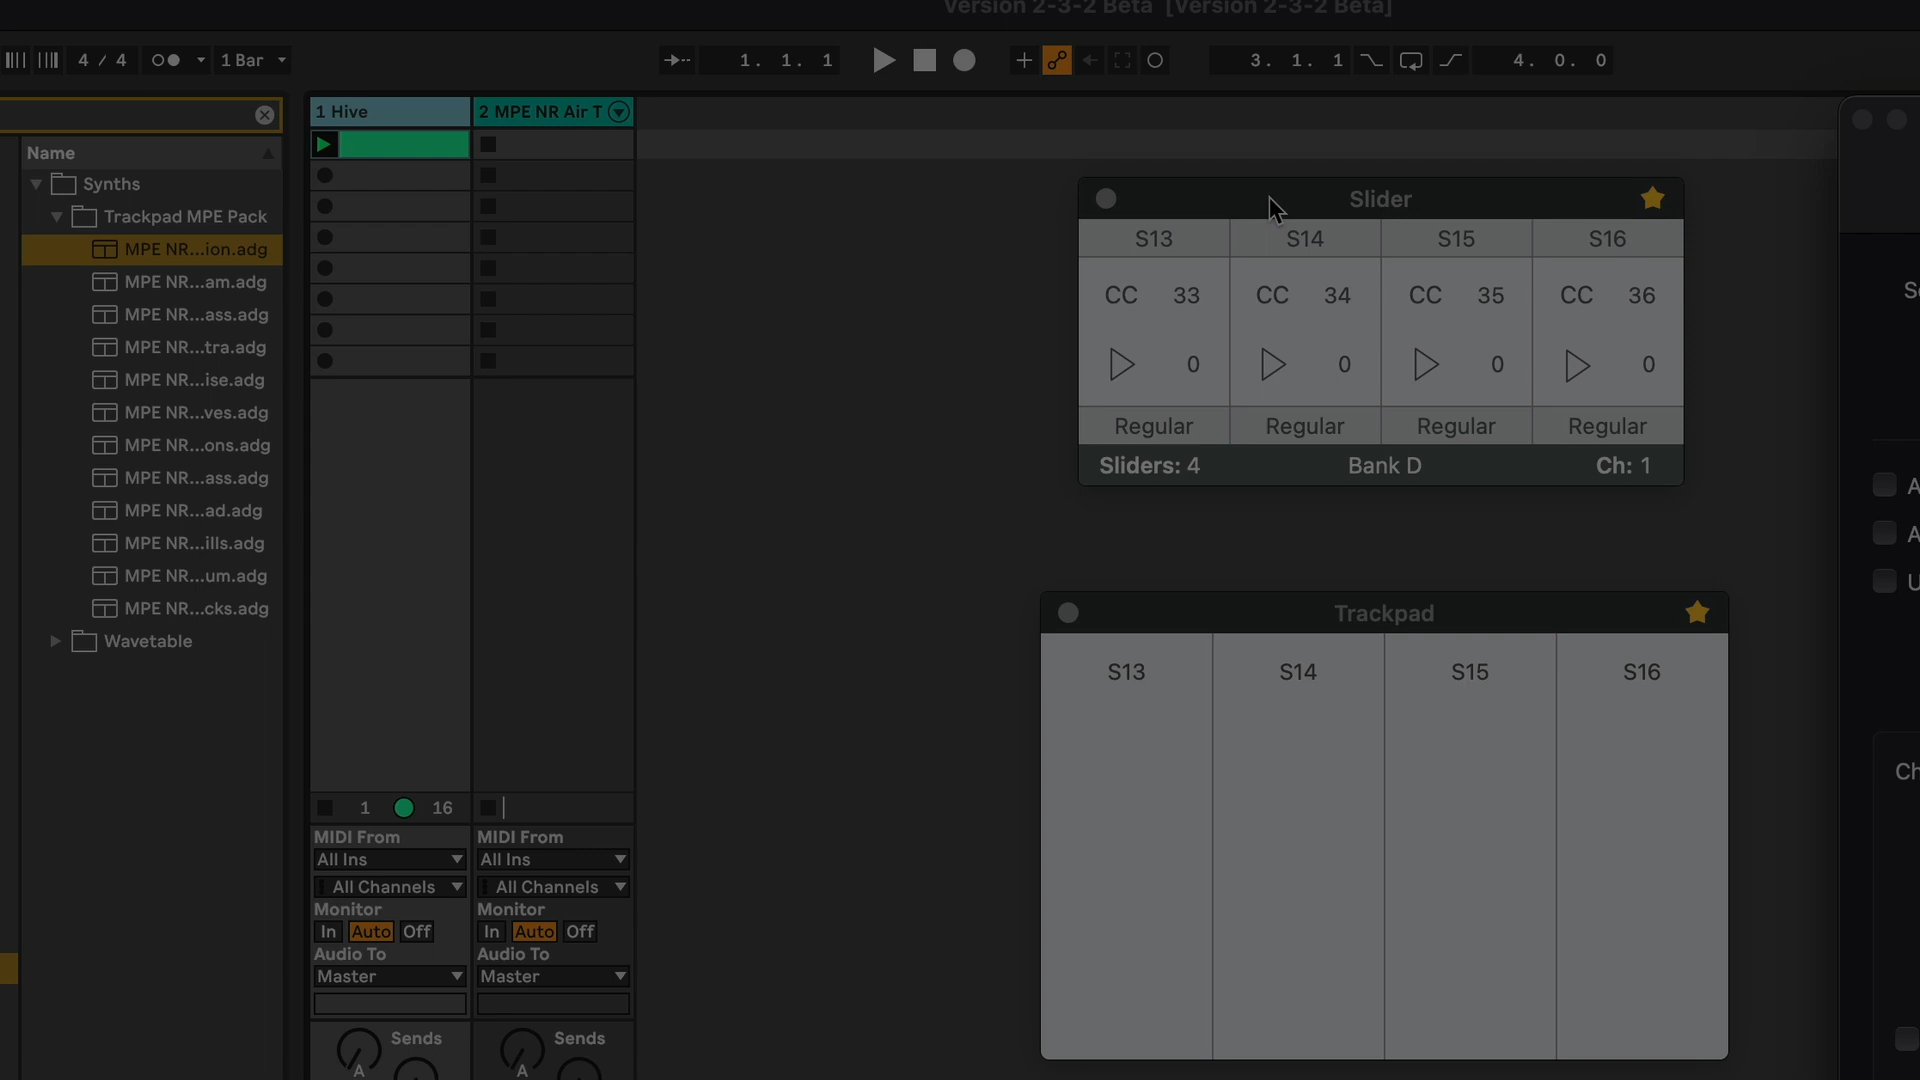 Version 2-3-2 Beta [Version 2-3-2 Beta]
4 / 4
1 Bar
1. 1. 1
3. 1. 1
4. 0. 0
1 Hive
2 MPE NR Air T
Name
Synths
Trackpad MPE Pack
MPE NR...ion.adg
MPE NR...am.adg
MPE NR...ass.adg
MPE NR...tra.adg
MPE NR...ise.adg
MPE NR...ves.adg
MPE NR...ons.adg
MPE NR...ass.adg
MPE NR...ad.adg
MPE NR...ills.adg
MPE NR...um.adg
MPE NR...cks.adg
Wavetable
1 16
MIDI From
All Ins
All Channels
Monitor
In Auto Off
Audio To
Master
Sends
A
MIDI From
All Ins
All Channels
Monitor
In Auto Off
Audio To
Master
Sends
A
Slider
S13 S14 S15 S16
CC 33 CC 34 CC 35 CC 36
0 0 0 0
Regular Regular Regular Regular
Sliders: 4 Bank D Ch: 1
Trackpad
S13 S14 S15 S16